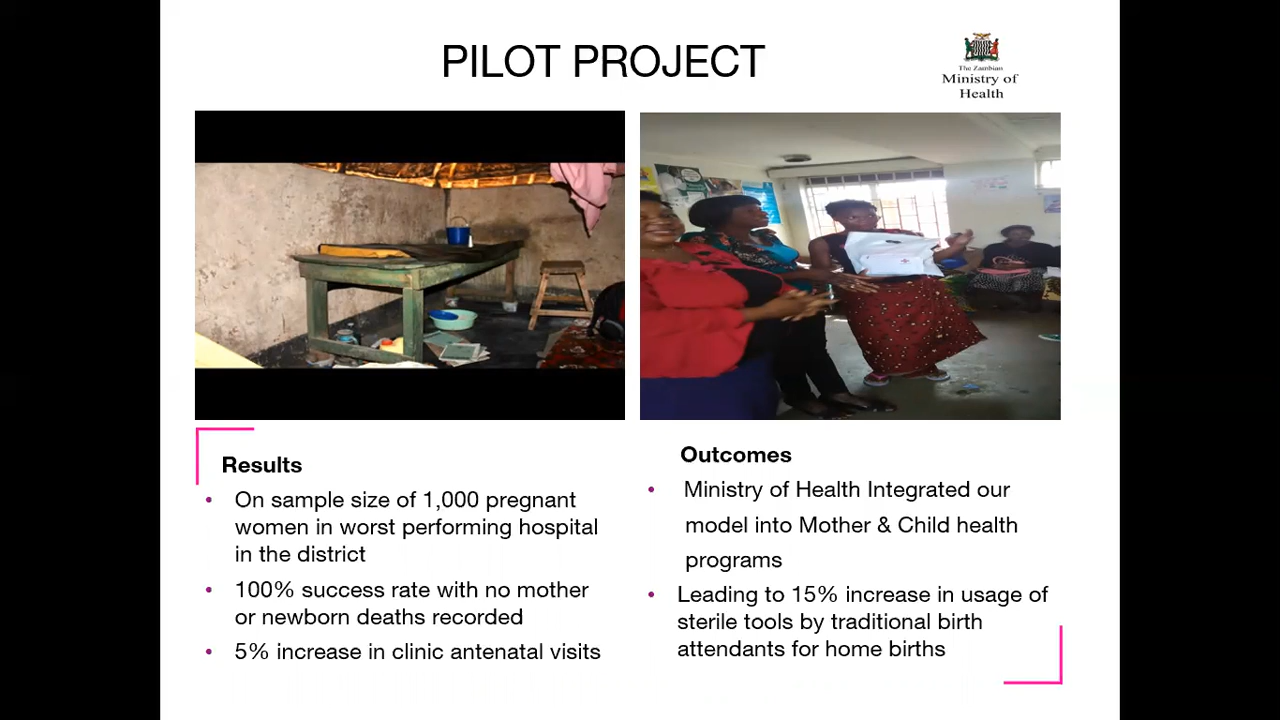 PILOT PROJECT
The Zambian
Ministry of
Health
Results
• On sample size of 1,000 pregnant
women in worst performing hospital
in the district
• 100% success rate with no mother
or newborn deaths recorded
• 5% increase in clinic antenatal visits
Outcomes
• Ministry of Health Integrated our
model into Mother & Child health
programs
• Leading to 15% increase in usage of
sterile tools by traditional birth
attendants for home births